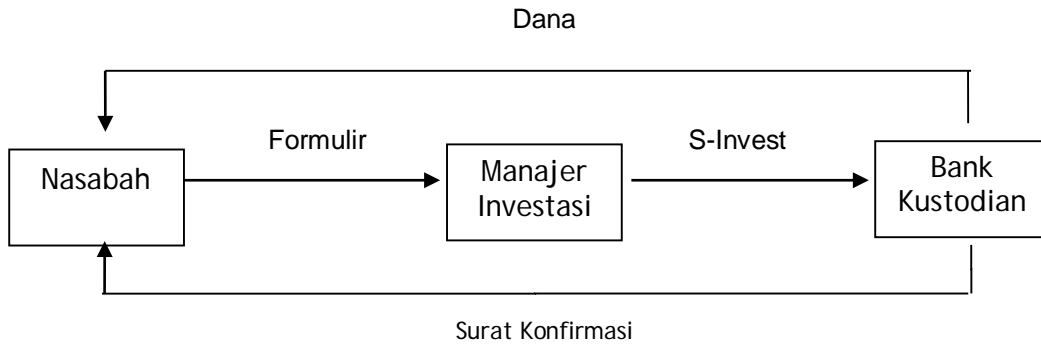 Dana
Formulir
S-Invest
Nasabah
Manajer
Investasi
Bank
Kustodian
Surat Konfirmasi